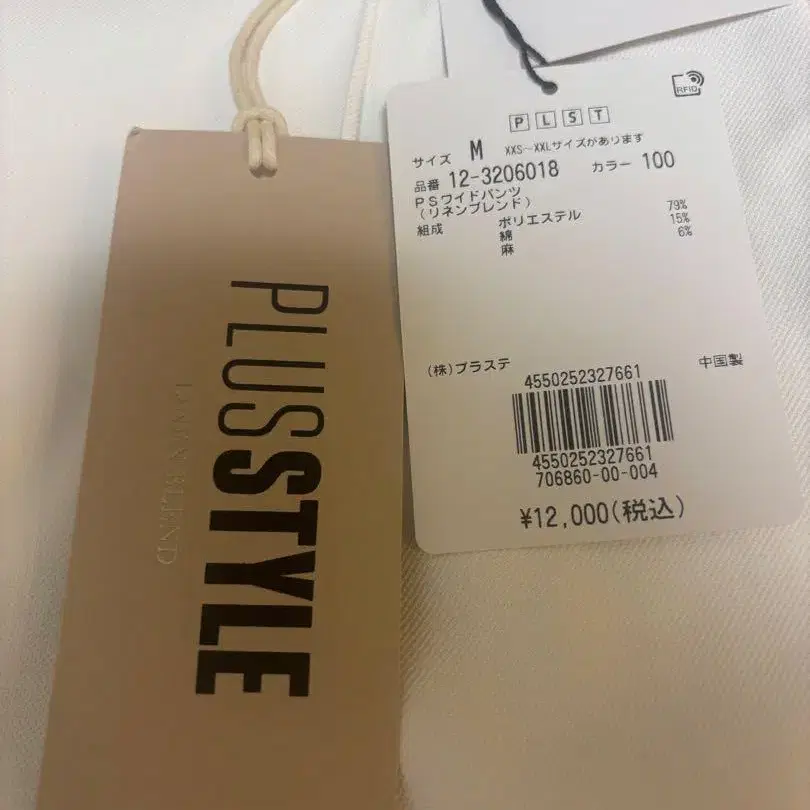 PLUSSTYLE
LINEN BLEND
RFID
PLST
サイズ M XXS～XXLサイズがあります
品番 12-3206018 カラー 100
PSワイドパンツ
(リネンブレンド)
組成 ポリエステル 79%
綿 15%
麻 6%
(株)プラステ 中国製
4550252327661
4550252327661
706860-00-004
¥12,000(税込)